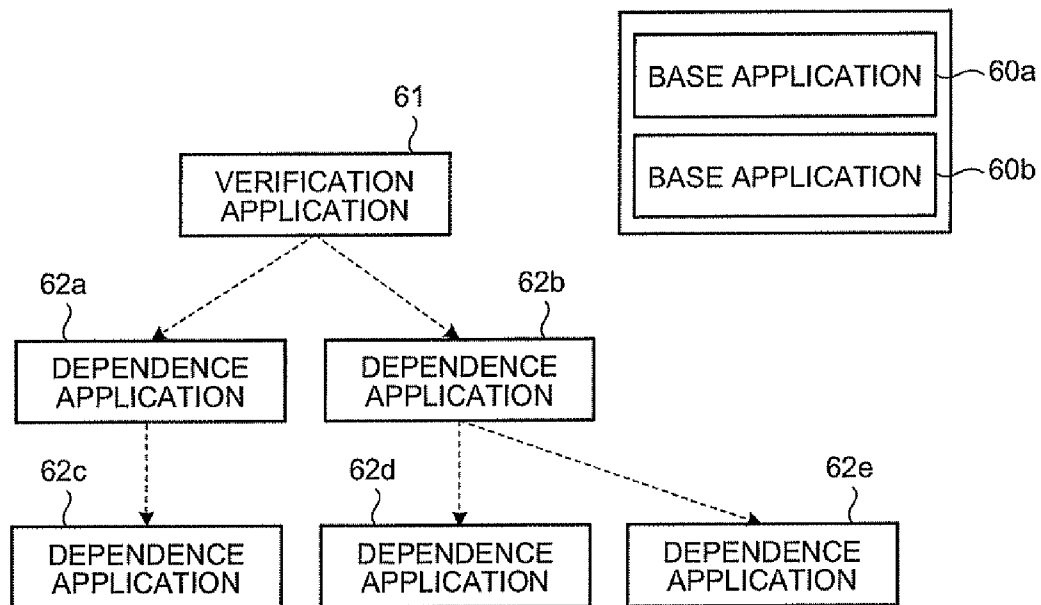 BASE APPLICATION
60a
61
BASE APPLICATION
60b
VERIFICATION
APPLICATION
62a
62b
DEPENDENCE
APPLICATION
DEPENDENCE
APPLICATION
62c
62d
62e
DEPENDENCE
APPLICATION
DEPENDENCE
APPLICATION
DEPENDENCE
APPLICATION